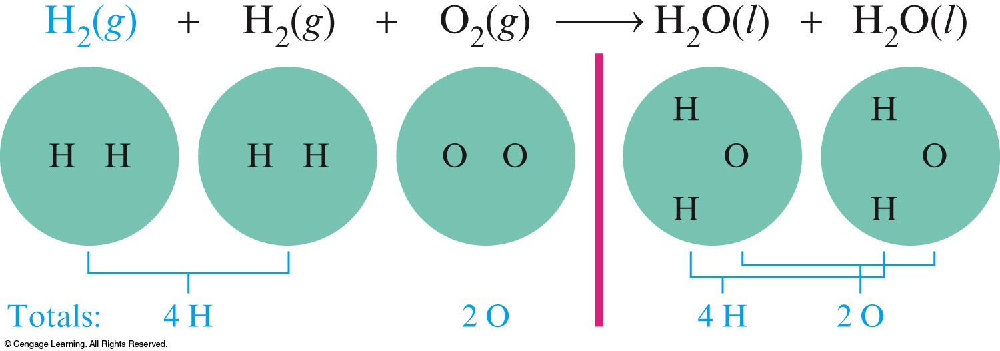 H₂(g) + H₂(g) + O₂(g) ⟶ H₂O(l) + H₂O(l)
H H
H H
O O
H
O
H
H
O
H
Totals: 4 H 2 O 4 H 2 O
© Cengage Learning. All Rights Reserved.